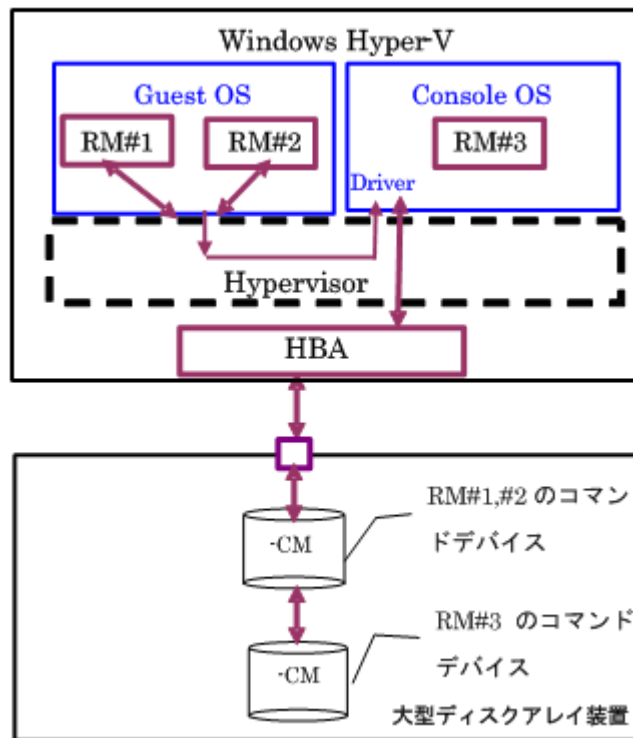 Windows Hyper-V
Guest OS
Console OS
RM#1
RM#2
RM#3
Driver
Hypervisor
HBA
-CM
RM#1,#2 のコマン
ドデバイス
-CM
RM#3 のコマンド
デバイス
大型ディスクアレイ装置